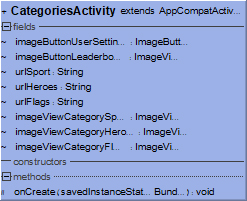 + CategoriesActivity extends AppCompatActiv...
fields
~ imageButtonUserSettin... : ImageButt...
~ imageButtonLeaderbo... : ImageVi...
~ urlSport : String
~ urlHeroes : String
~ urlFlags : String
~ imageViewCategorySp... : ImageVi...
~ imageViewCategoryHero... : ImageVi...
~ imageViewCategoryFl... : ImageVi...
constructors
methods
# onCreate(savedInstanceStat... Bund...) : void